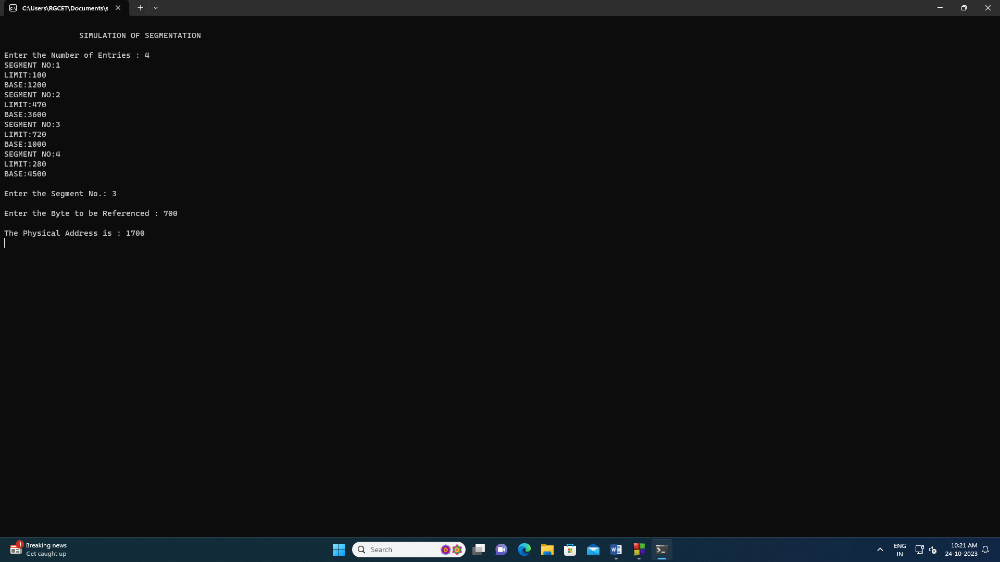 C:\Users\RGCET\Documents\s
SIMULATION OF SEGMENTATION
Enter the Number of Entries : 4
SEGMENT NO:1
LIMIT:100
BASE:1200
SEGMENT NO:2
LIMIT:470
BASE:3600
SEGMENT NO:3
LIMIT:720
BASE:1000
SEGMENT NO:4
LIMIT:280
BASE:4500
Enter the Segment No.: 3
Enter the Byte to be Referenced : 700
The Physical Address is : 1700
1
Breaking news
Get caught up
Search
W
ENG
IN
10:21 AM
24-10-2023